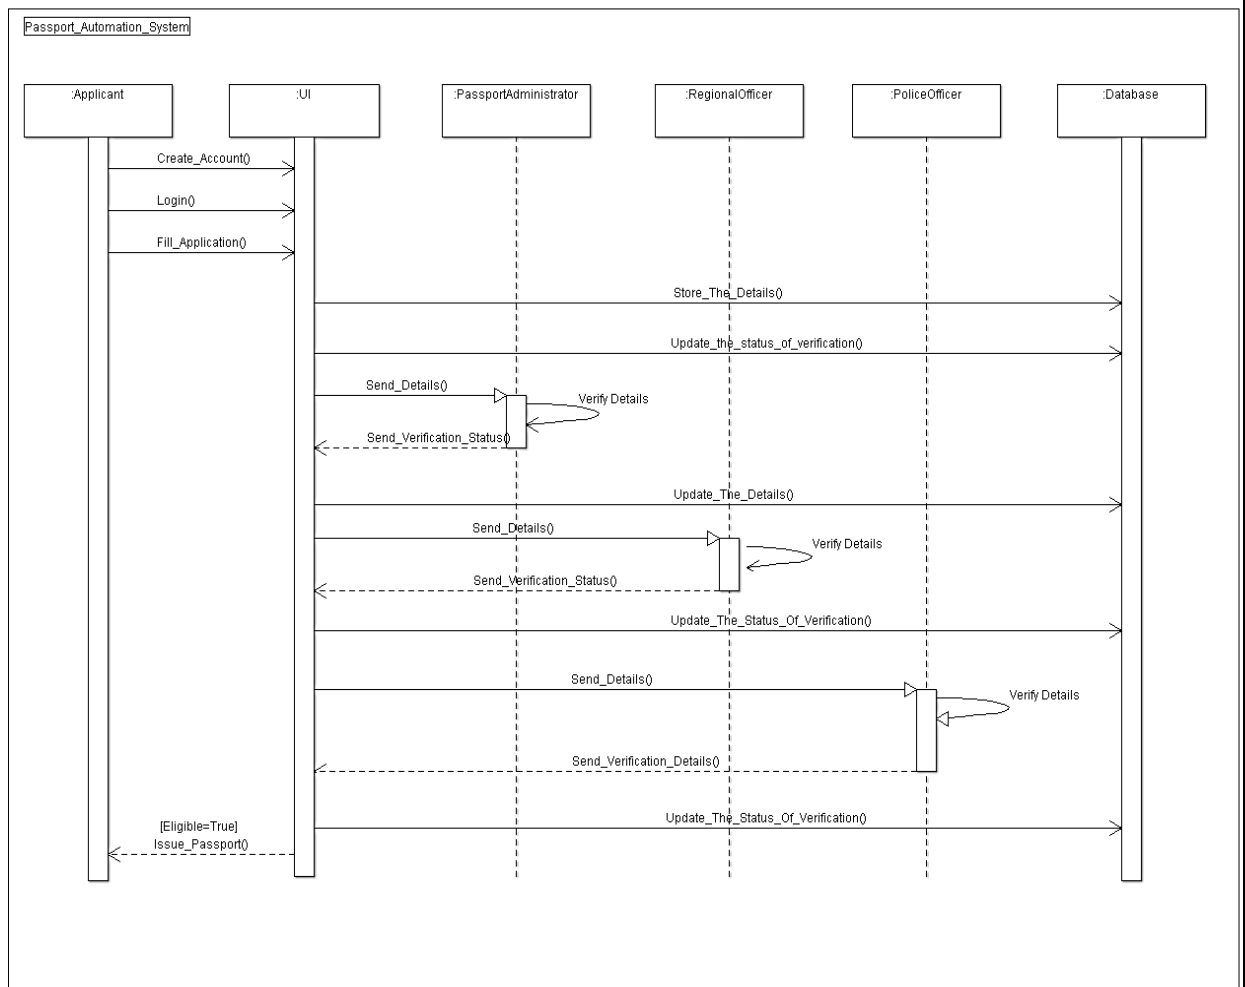 Passport_Automation_System
:Applicant
:UI
:PassportAdministrator
:RegionalOfficer
:PoliceOfficer
:Database
Create_Account()
Login()
Fill_Application()
Store_The_Details()
Update_the_status_of_verification()
Send_Details()
Verify Details
Send_Verification_Status()
Update_The_Details()
Send_Details()
Verify Details
Send_Verification_Status()
Update_The_Status_Of_Verification()
Send_Details()
Verify Details
Send_Verification_Details()
Update_The_Status_Of_Verification()
[Eligible=True]
Issue_Passport()